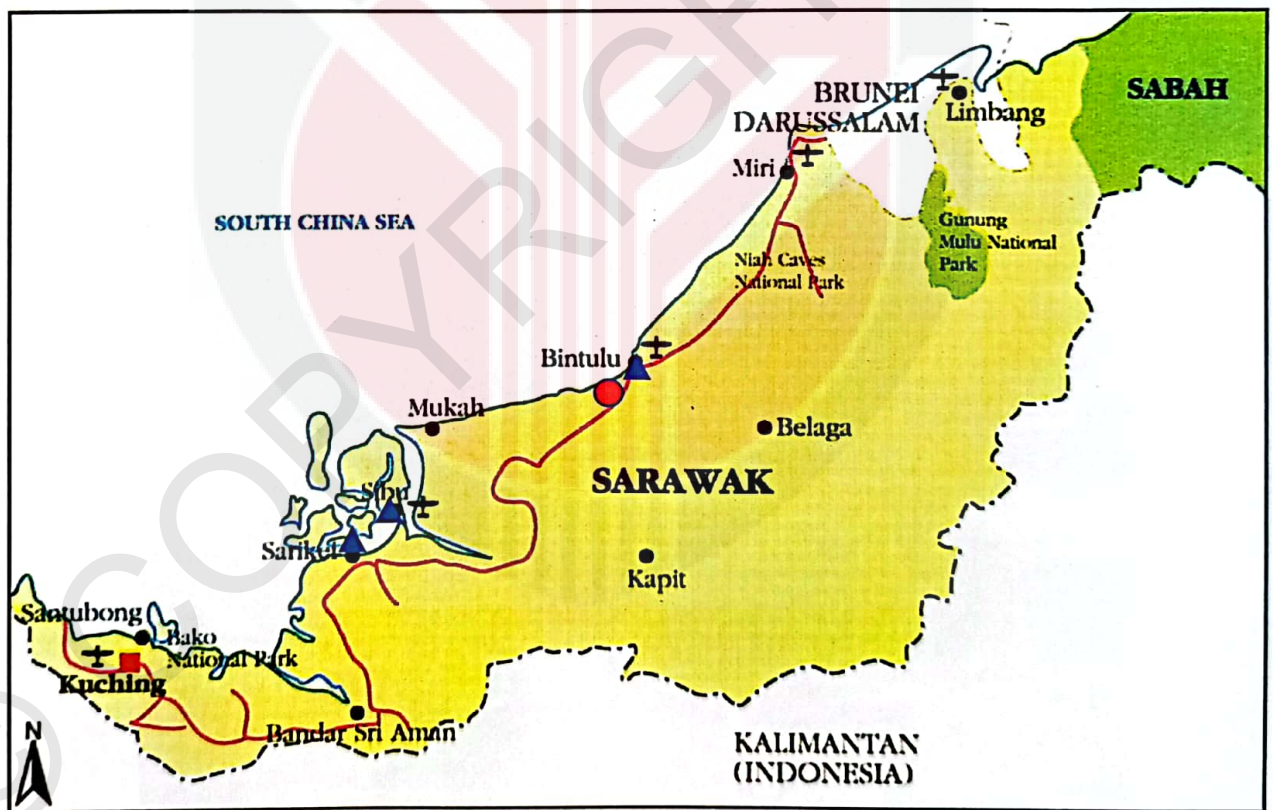 © COPYRIGHT
SABAH
BRUNEI
DARUSSALAM
Limbang
Miri
SOUTH CHINA SEA
Gunung
Mulu National
Park
Niah Caves
National Park
Bintulu
Mukah
Belaga
SARAWAK
Sibu
Sarikei
Kapit
Santubong
Bako
National Park
Kuching
Bandar Sri Aman
N
KALIMANTAN
(INDONESIA)